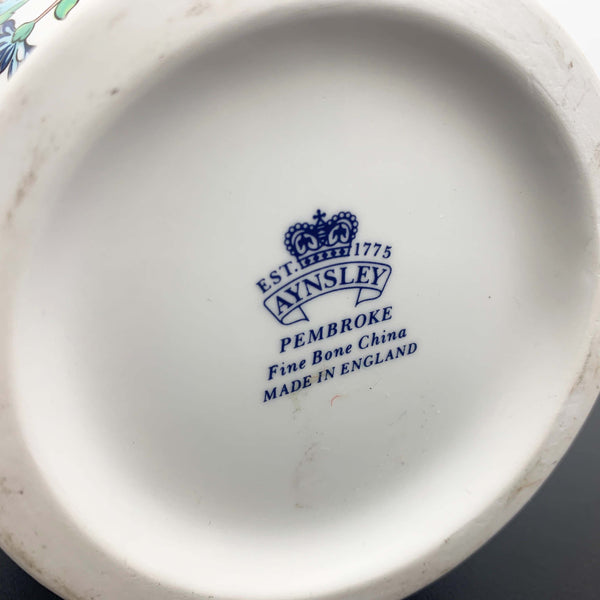 EST. 1775
AYNSLEY
PEMBROKE
Fine Bone China
MADE IN ENGLAND